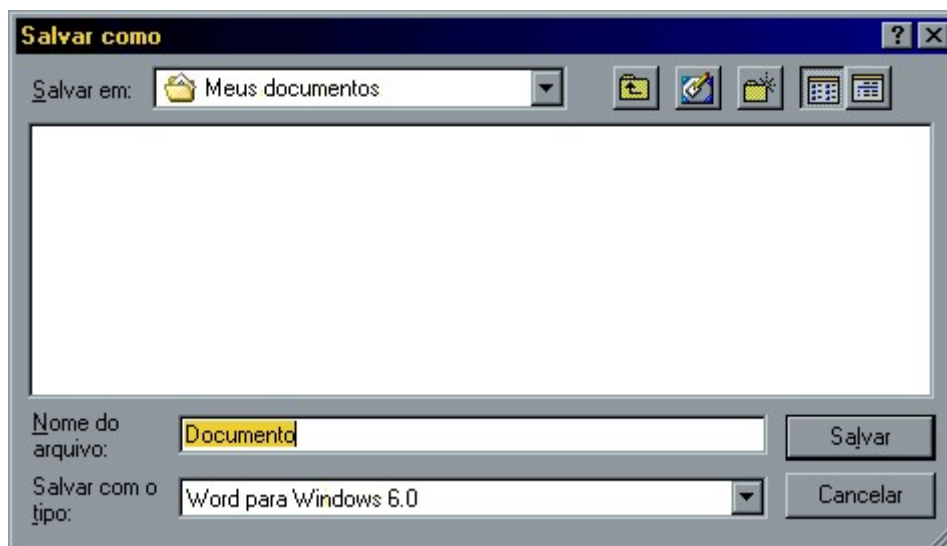 Salvar como
Salvar em: Meus documentos
Nome do
arquivo:
Documento
Salvar
Salvar com o
tipo:
Word para Windows 6.0
Cancelar